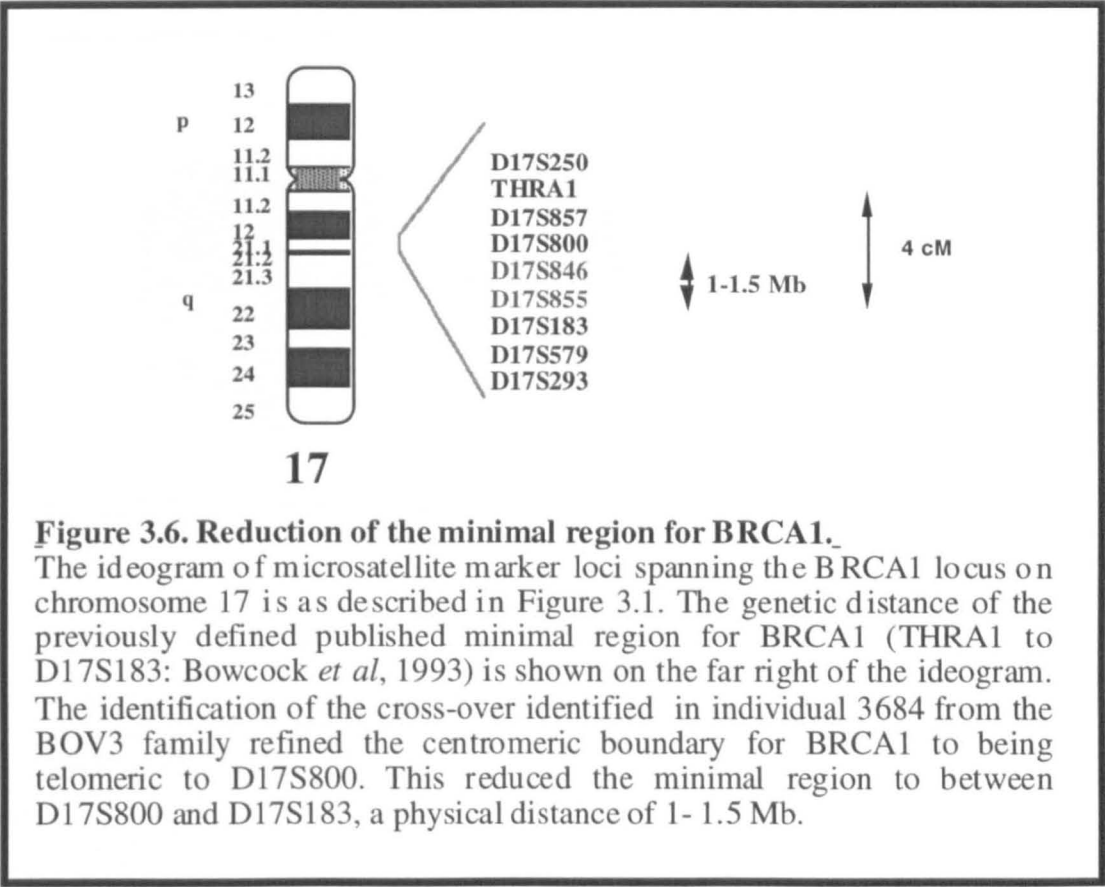 13
p
12
11.2
11.1
11.2
12
21.1
21.2
21.3
q
22
23
24
25
17
D17S250
THRA1
D17S857
D17S800
D17S846
D17S855
D17S183
D17S579
D17S293
1-1.5 Mb
4 cM
Figure 3.6. Reduction of the minimal region for BRCA1.
The ideogram of microsatellite marker loci spanning the BRCA1 locus on
chromosome 17 is as described in Figure 3.1. The genetic distance of the
previously defined published minimal region for BRCA1 (THRA1 to
D17S183: Bowcock et al, 1993) is shown on the far right of the ideogram.
The identification of the cross-over identified in individual 3684 from the
BOV3 family refined the centromeric boundary for BRCA1 to being
telomeric to D17S800. This reduced the minimal region to between
D17S800 and D17S183, a physical distance of 1- 1.5 Mb.